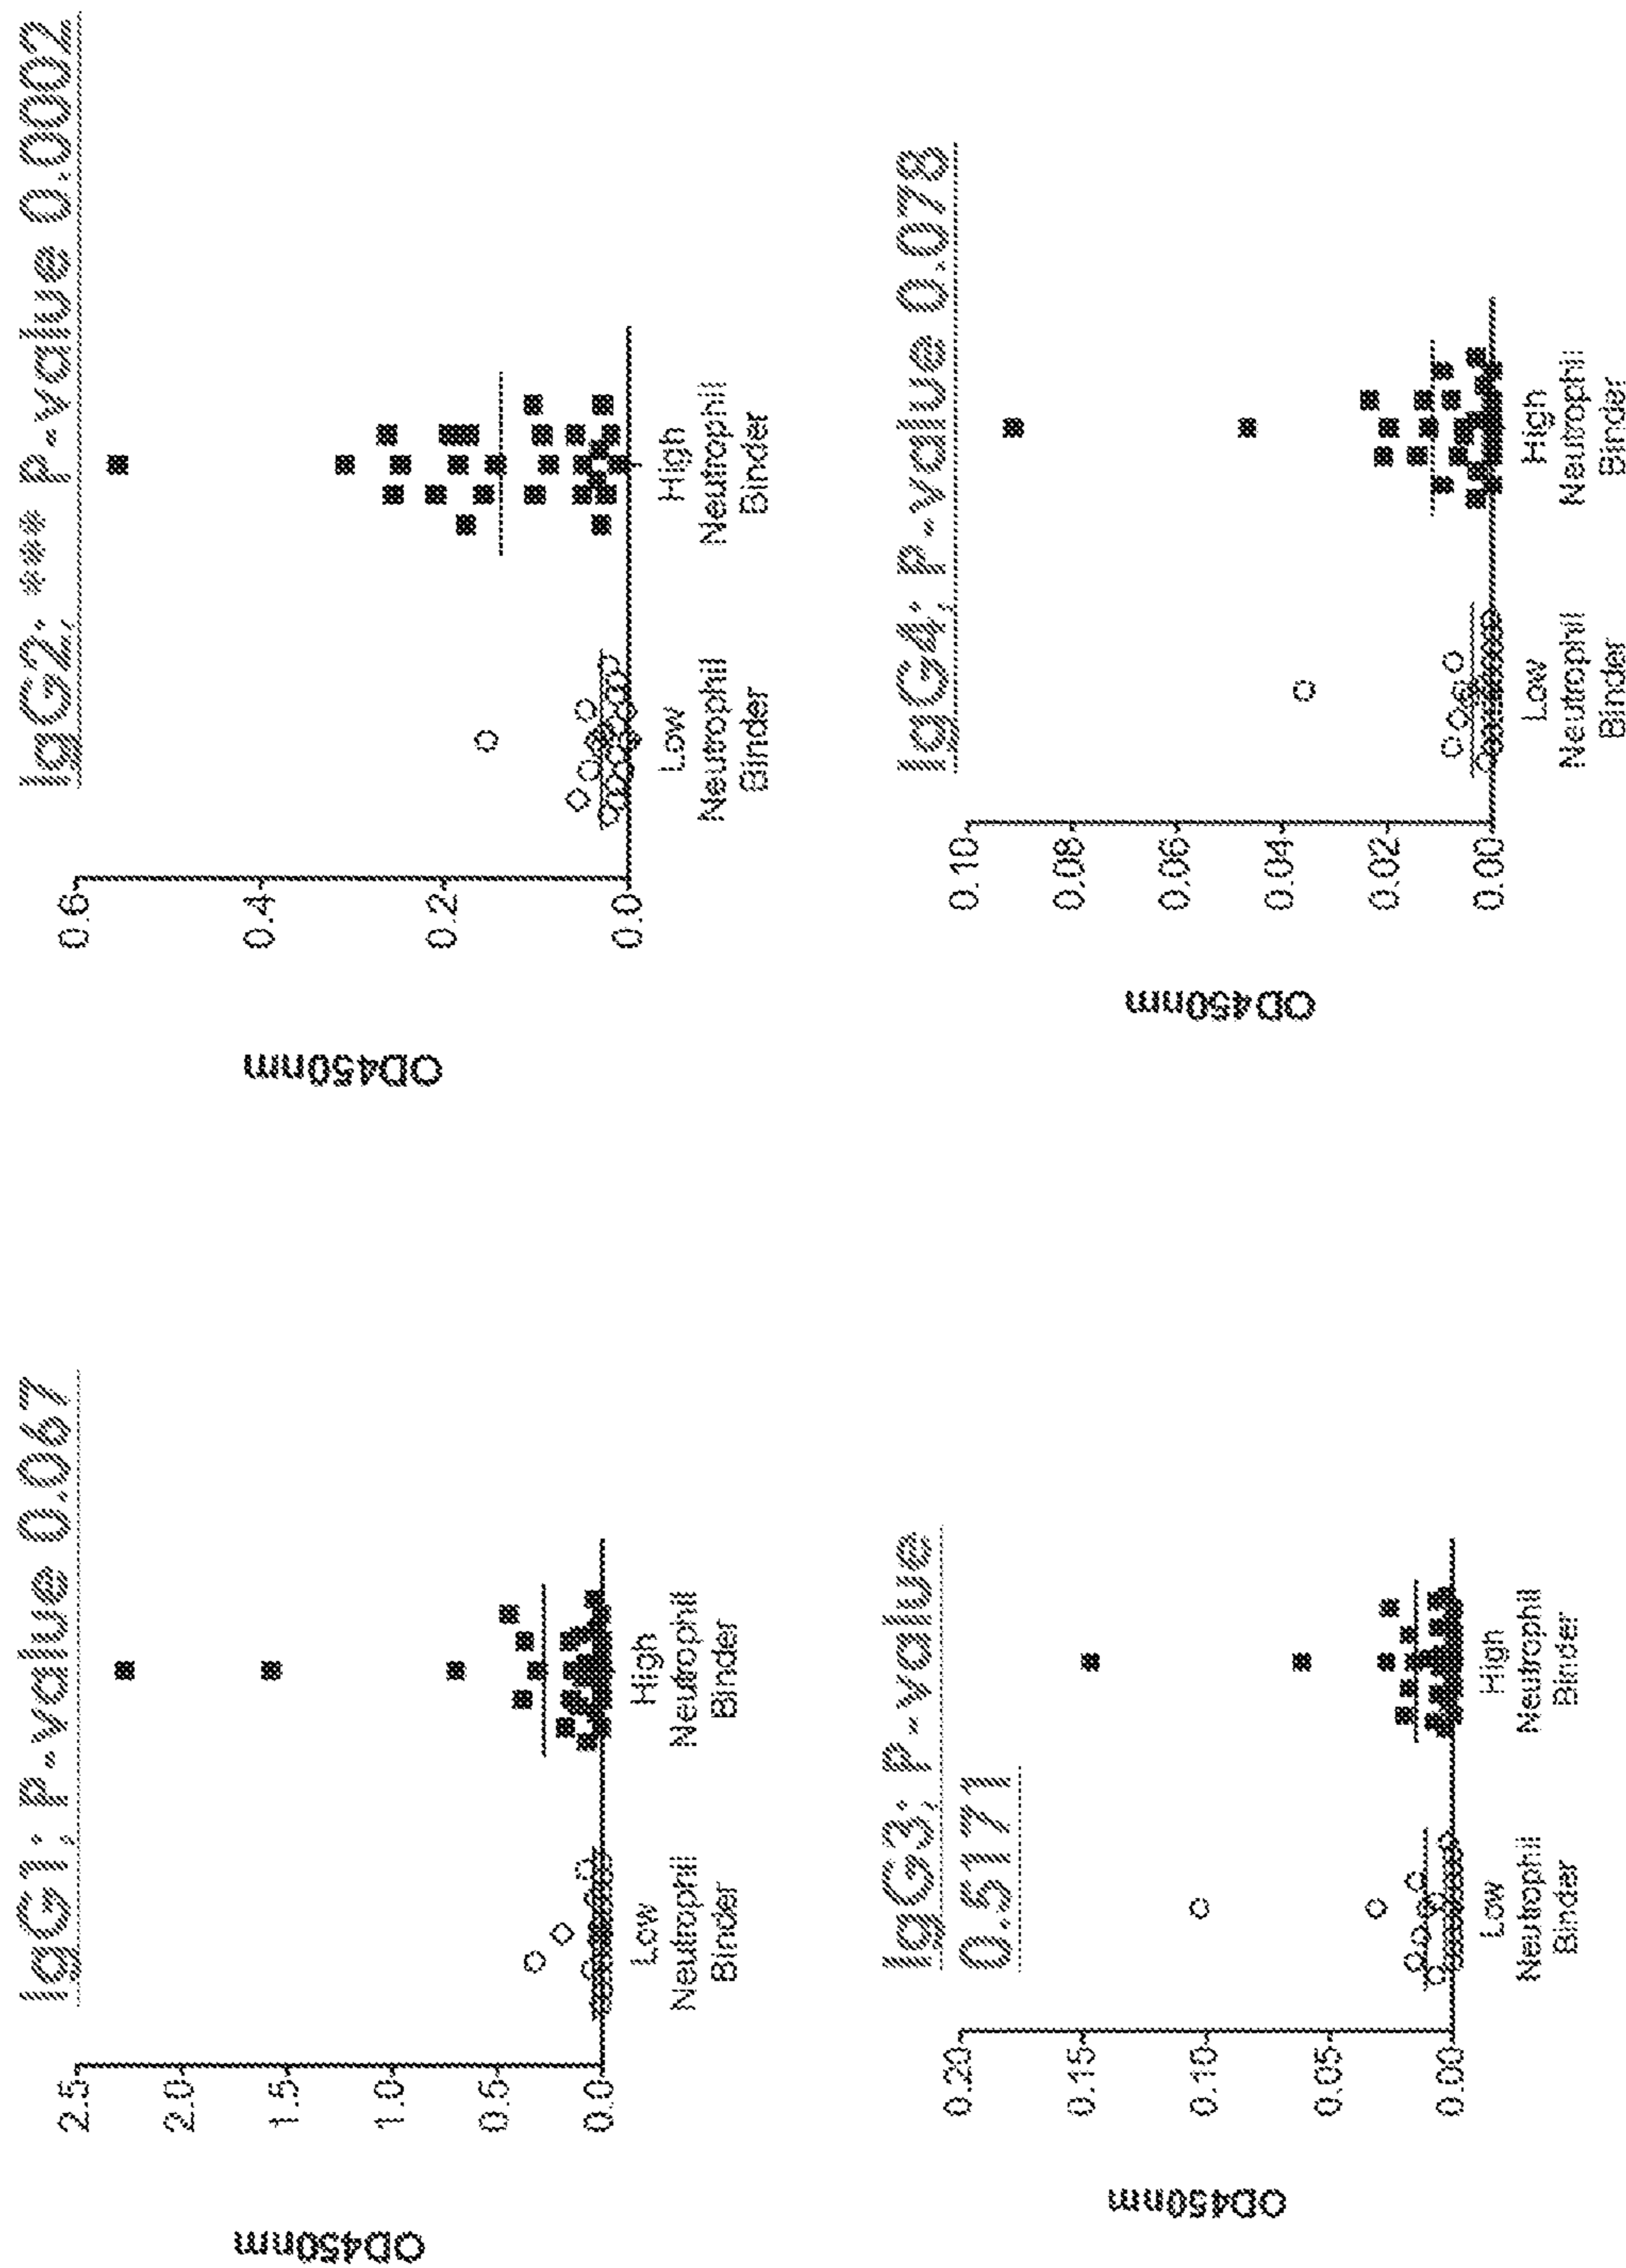 IgG1; P-value 0.067
OD450nm
2.5
2.0
1.5
1.0
0.5
0.0
Low
Neutrophil
Binder
High
Neutrophil
Binder
IgG2; *** P-value 0.0002
OD450nm
0.6
0.4
0.2
0.0
Low
Neutrophil
Binder
High
Neutrophil
Binder
IgG3; P-value
0.5171
OD450nm
0.20
0.15
0.10
0.05
0.00
Low
Neutrophil
Binder
High
Neutrophil
Binder
IgG4; P-value 0.078
OD450nm
0.10
0.08
0.06
0.04
0.02
0.00
Low
Neutrophil
Binder
High
Neutrophil
Binder